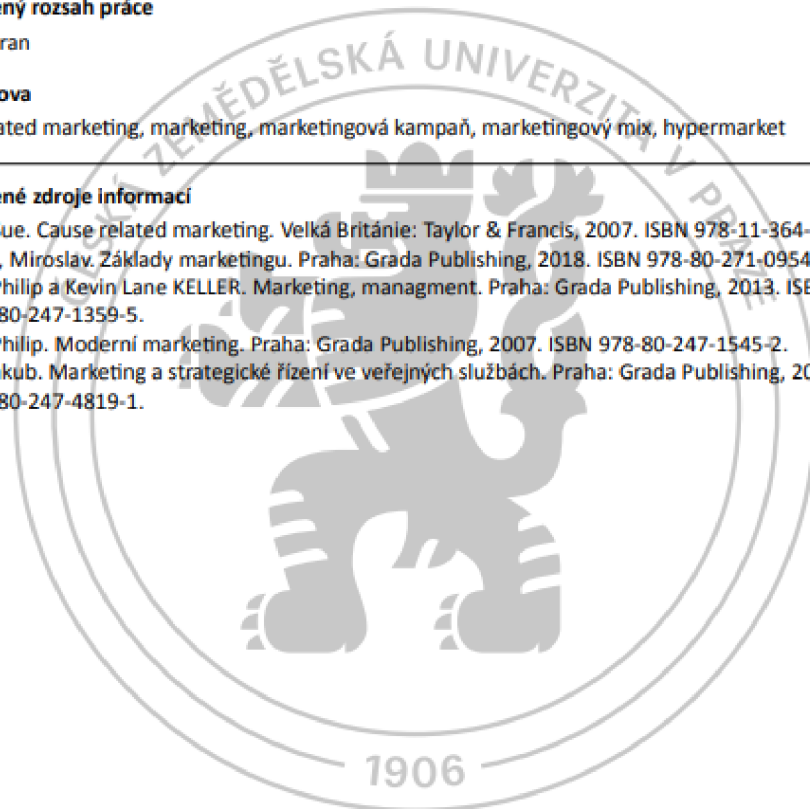 ený rozsah práce
ran
ova
ated marketing, marketing, marketingová kampaň, marketingový mix, hypermarket
ené zdroje informací
ue. Cause related marketing. Velká Británie: Taylor & Francis, 2007. ISBN 978-11-364-
, Miroslav. Základy marketingu. Praha: Grada Publishing, 2018. ISBN 978-80-271-0954
Philip a Kevin Lane KELLER. Marketing, managment. Praha: Grada Publishing, 2013. ISB
80-247-1359-5.
Philip. Moderní marketing. Praha: Grada Publishing, 2007. ISBN 978-80-247-1545-2.
akub. Marketing a strategické řízení ve veřejných službách. Praha: Grada Publishing, 20
80-247-4819-1.
ČESKÁ ZEMĚDĚLSKÁ UNIVERZITA V PRAZE
1906